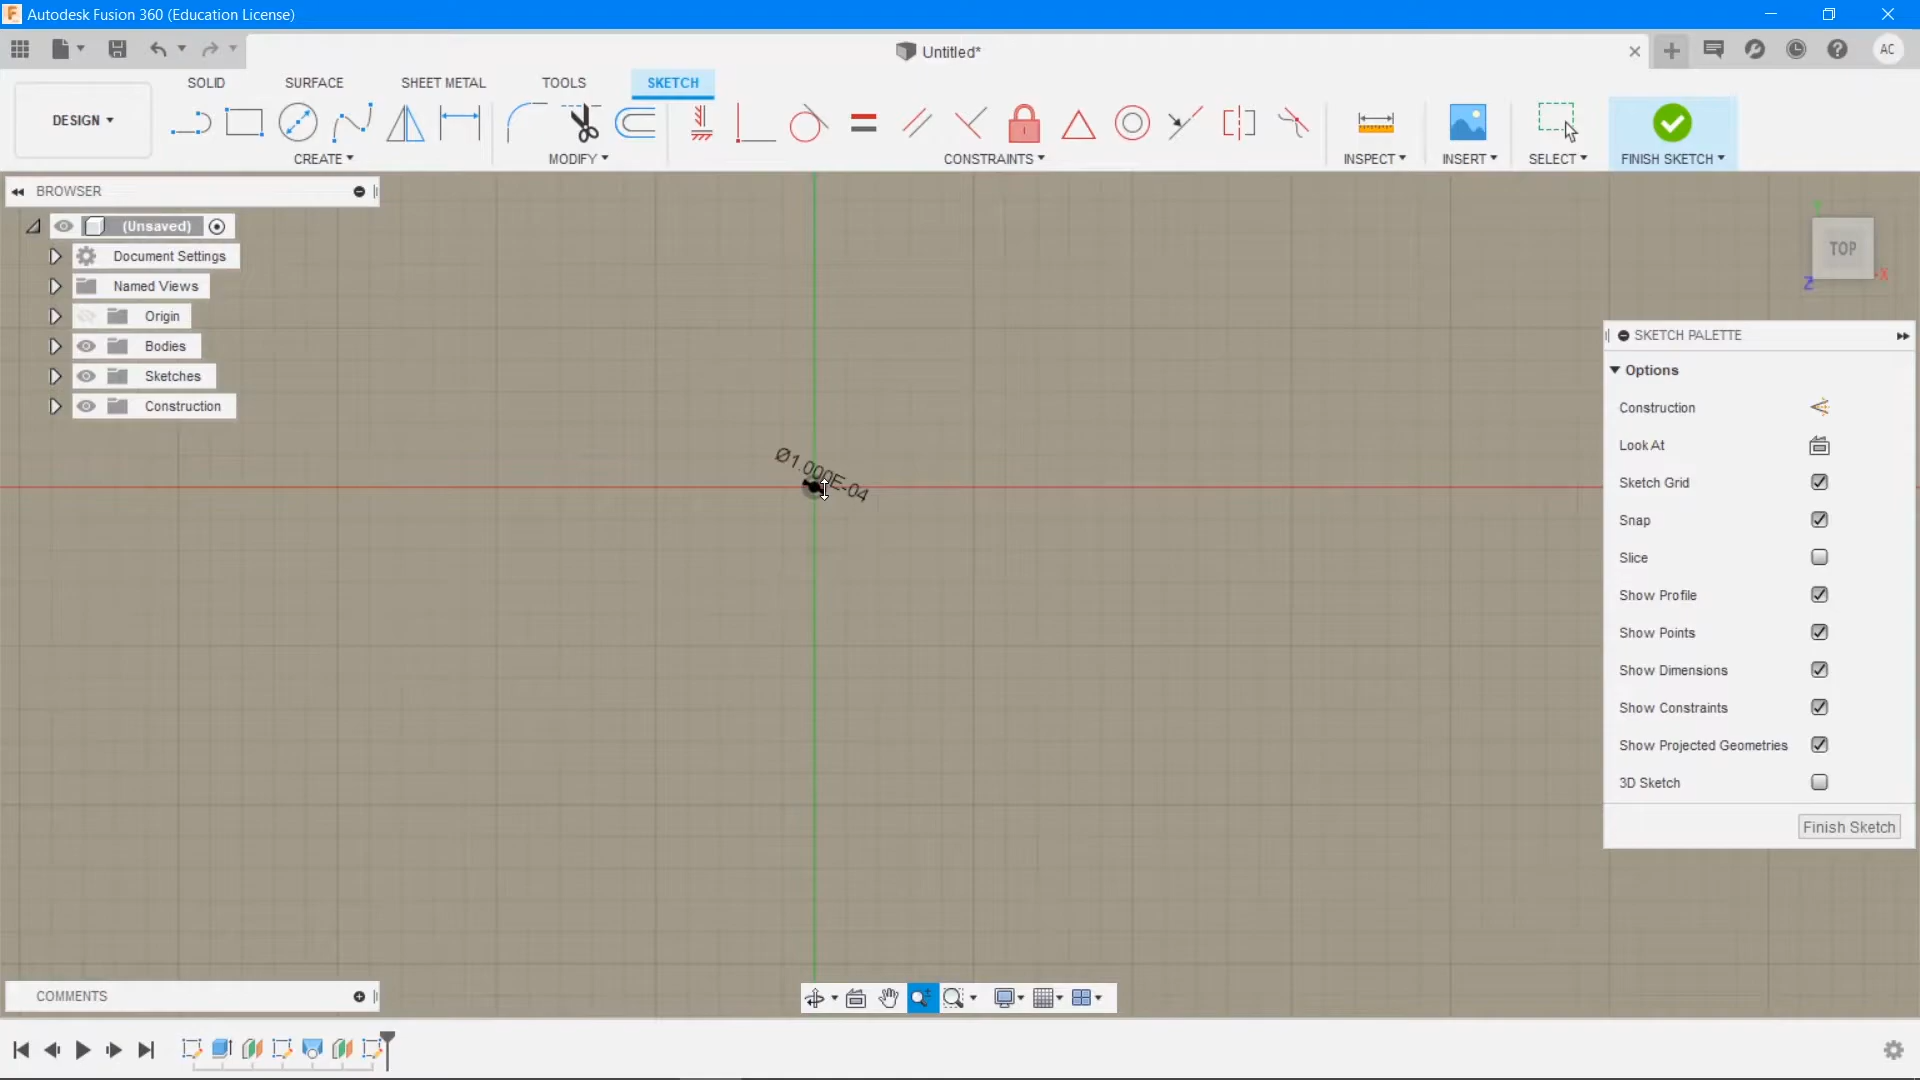 Autodesk Fusion 360 (Education License)
Untitled*
AC
SOLID
SURFACE
SHEET METAL
TOOLS
SKETCH
DESIGN
CREATE
MODIFY
CONSTRAINTS
INSPECT
INSERT
SELECT
FINISH SKETCH
BROWSER
(Unsaved)
Document Settings
Named Views
Origin
Bodies
Sketches
Construction
Ø1.000E-04
Y
TOP
X
Z
SKETCH PALETTE
Options
Construction
Look At
Sketch Grid
Snap
Slice
Show Profile
Show Points
Show Dimensions
Show Constraints
Show Projected Geometries
3D Sketch
Finish Sketch
COMMENTS